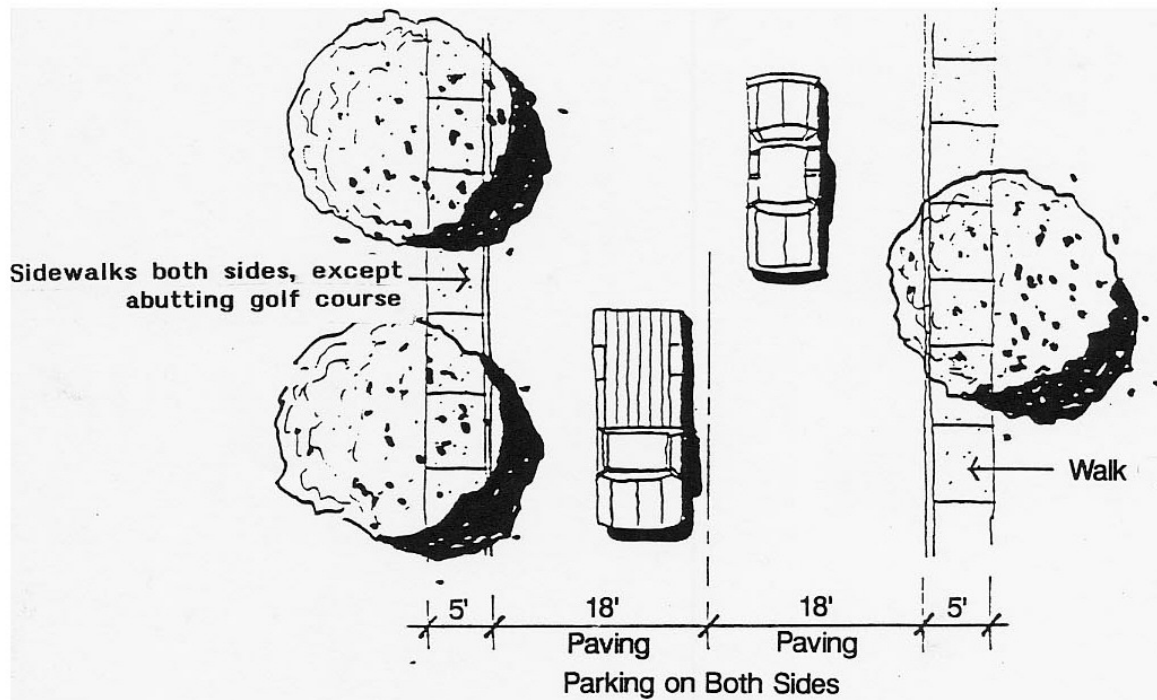 Sidewalks both sides, except
abutting golf course
Walk
5' 18' 18' 5'
Paving Paving
Parking on Both Sides